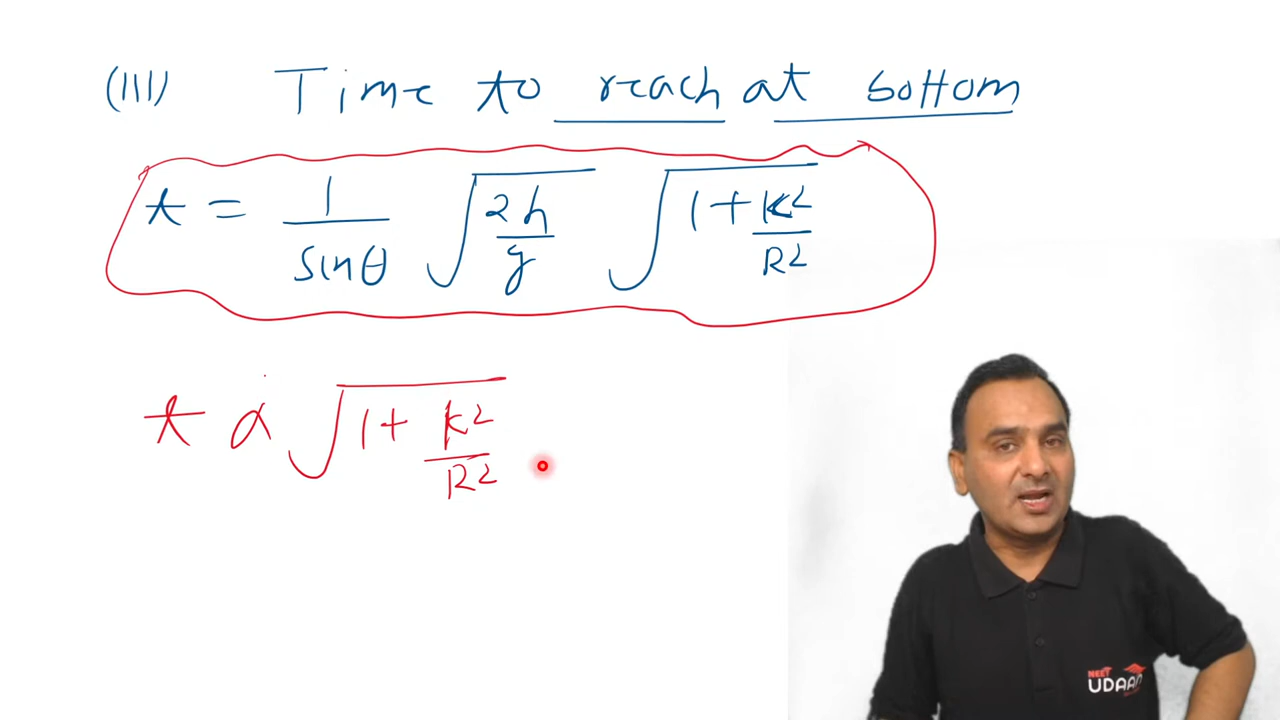 (III) Time to reach at bottom
t = 1/sinθ √(2h/g) √(1+K²/R²)
t ∝ √(1+ K²/R²)
NEET
UDAAN